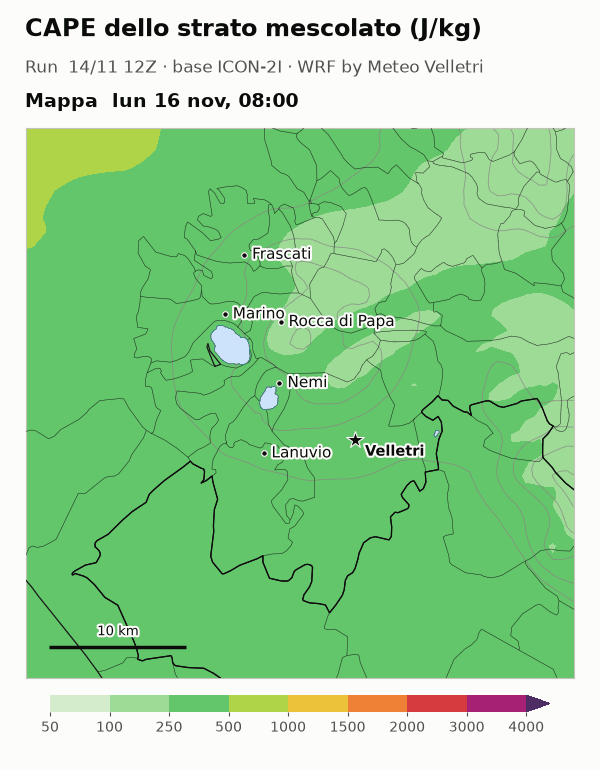 CAPE dello strato mescolato (J/kg)
Run  14/11 12Z · base ICON-2I · WRF by Meteo Velletri
Mappa  lun 16 nov, 08:00
Frascati
Marino
Rocca di Papa
Nemi
Velletri
Lanuvio
10 km
50 100 250 500 1000 1500 2000 3000 4000